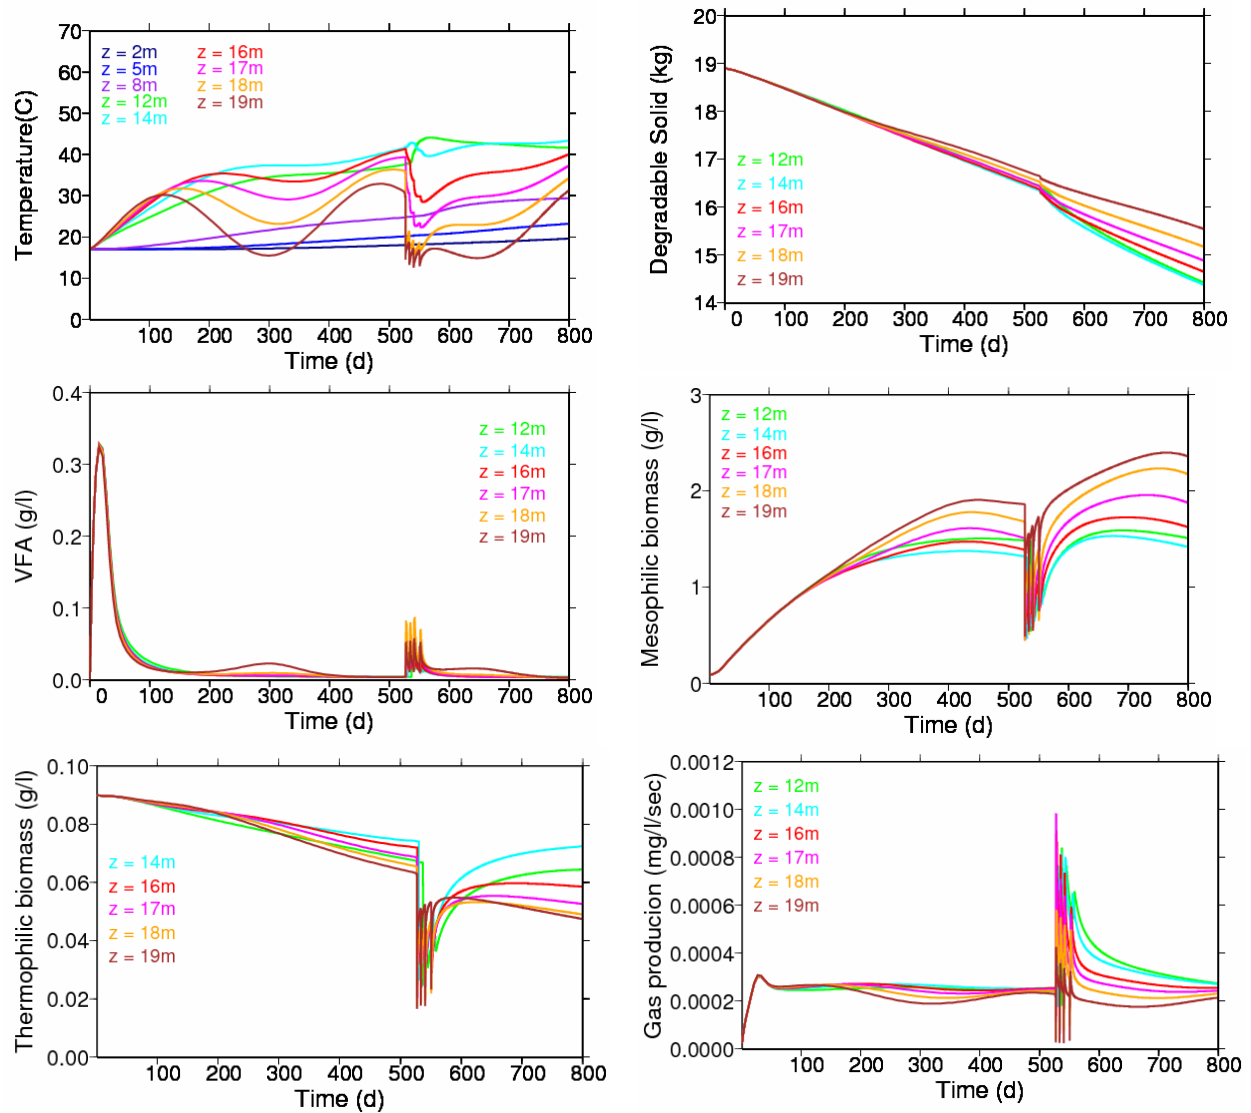 Temperature(C)
70
60
50
40
30
20
10
0
z = 2m
z = 5m
z = 8m
z = 12m
z = 14m
z = 16m
z = 17m
z = 18m
z = 19m
100 200 300 400 500 600 700 800
Time (d)
Degradable Solid (kg)
20
19
18
17
16
15
14
z = 12m
z = 14m
z = 16m
z = 17m
z = 18m
z = 19m
0 100 200 300 400 500 600 700 800
Time (d)
VFA (g/l)
0.4
0.3
0.2
0.1
0.0
z = 12m
z = 14m
z = 16m
z = 17m
z = 18m
z = 19m
0 100 200 300 400 500 600 700 800
Time (d)
Mesophilic biomass (g/l)
3
2
1
0
z = 12m
z = 14m
z = 16m
z = 17m
z = 18m
z = 19m
100 200 300 400 500 600 700 800
Time (d)
Thermophilic biomass (g/l)
0.10
0.08
0.06
0.04
0.02
0.00
z = 14m
z = 16m
z = 17m
z = 18m
z = 19m
100 200 300 400 500 600 700 800
Time (d)
Gas producion (mg/l/sec)
0.0012
0.0010
0.0008
0.0006
0.0004
0.0002
0.0000
z = 12m
z = 14m
z = 16m
z = 17m
z = 18m
z = 19m
100 200 300 400 500 600 700 800
Time (d)